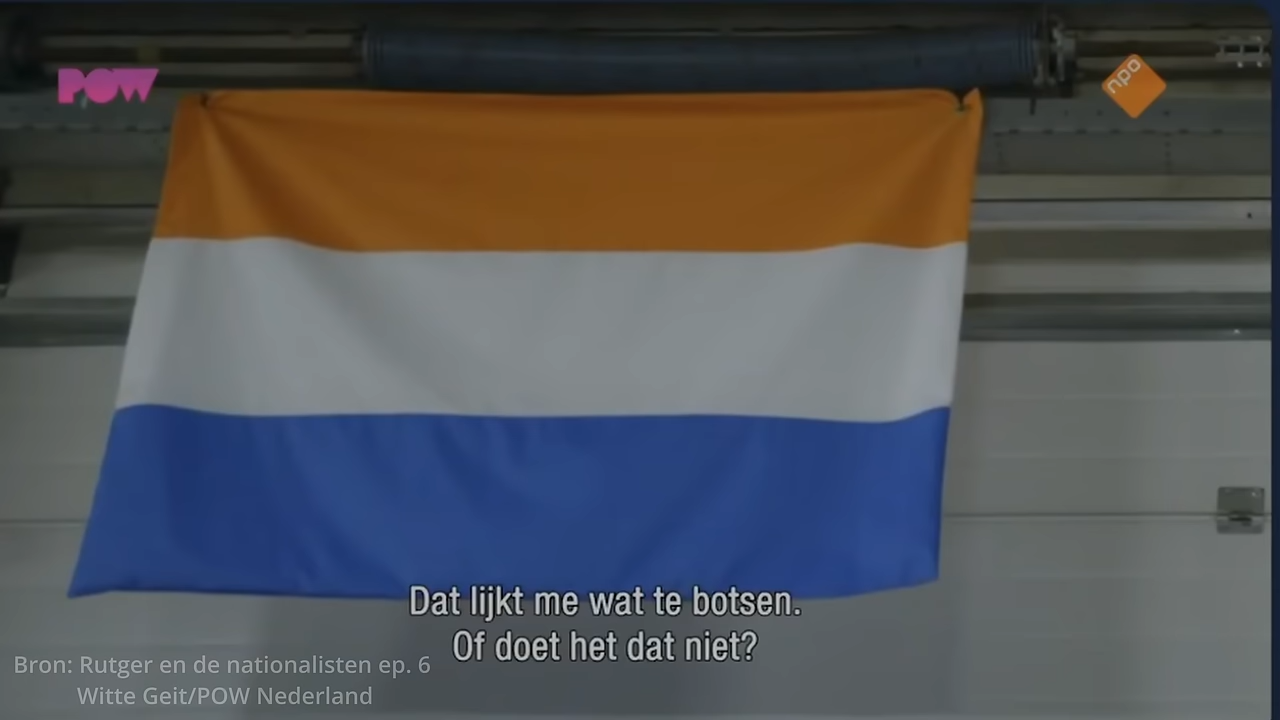 POW
npo
Dat lijkt me wat te botsen.
Of doet het dat niet?
Bron: Rutger en de nationalisten ep. 6
Witte Geit/POW Nederland